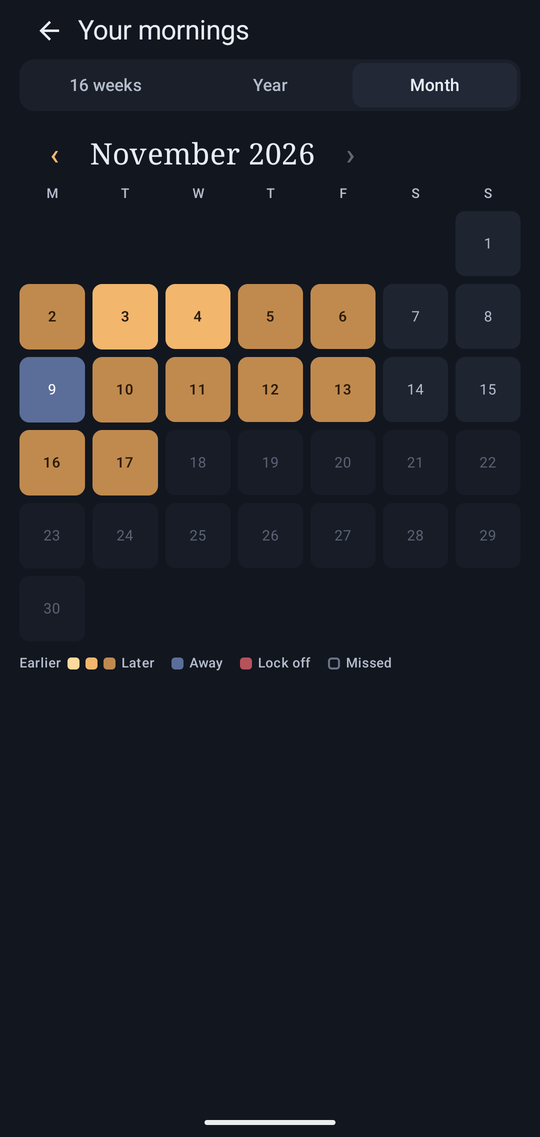 Your mornings
16 weeks Year Month
‹ November 2026 ›
M T W T F S S
1
2 3 4 5 6 7 8
9 10 11 12 13 14 15
16 17 18 19 20 21 22
23 24 25 26 27 28 29
30
Earlier Later Away Lock off Missed